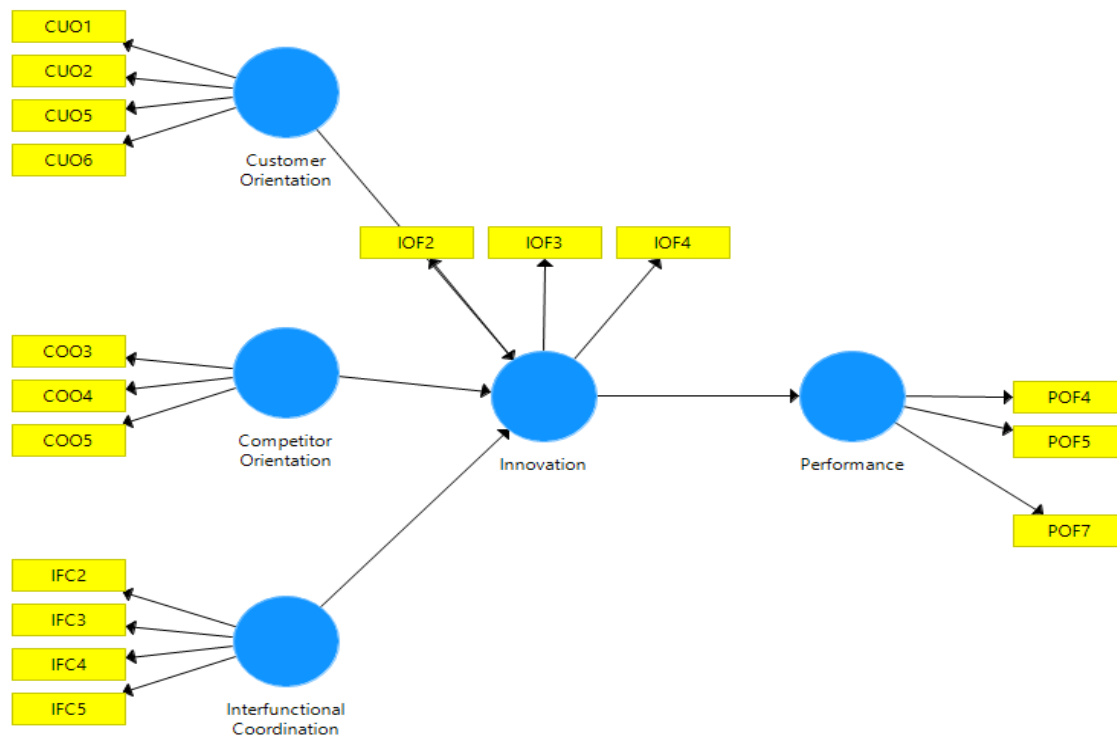 CUO1
CUO2
CUO5
CUO6
Customer
Orientation
IOF2
IOF3
IOF4
COO3
COO4
COO5
Competitor
Orientation
Innovation
Performance
POF4
POF5
POF7
IFC2
IFC3
IFC4
IFC5
Interfunctional
Coordination